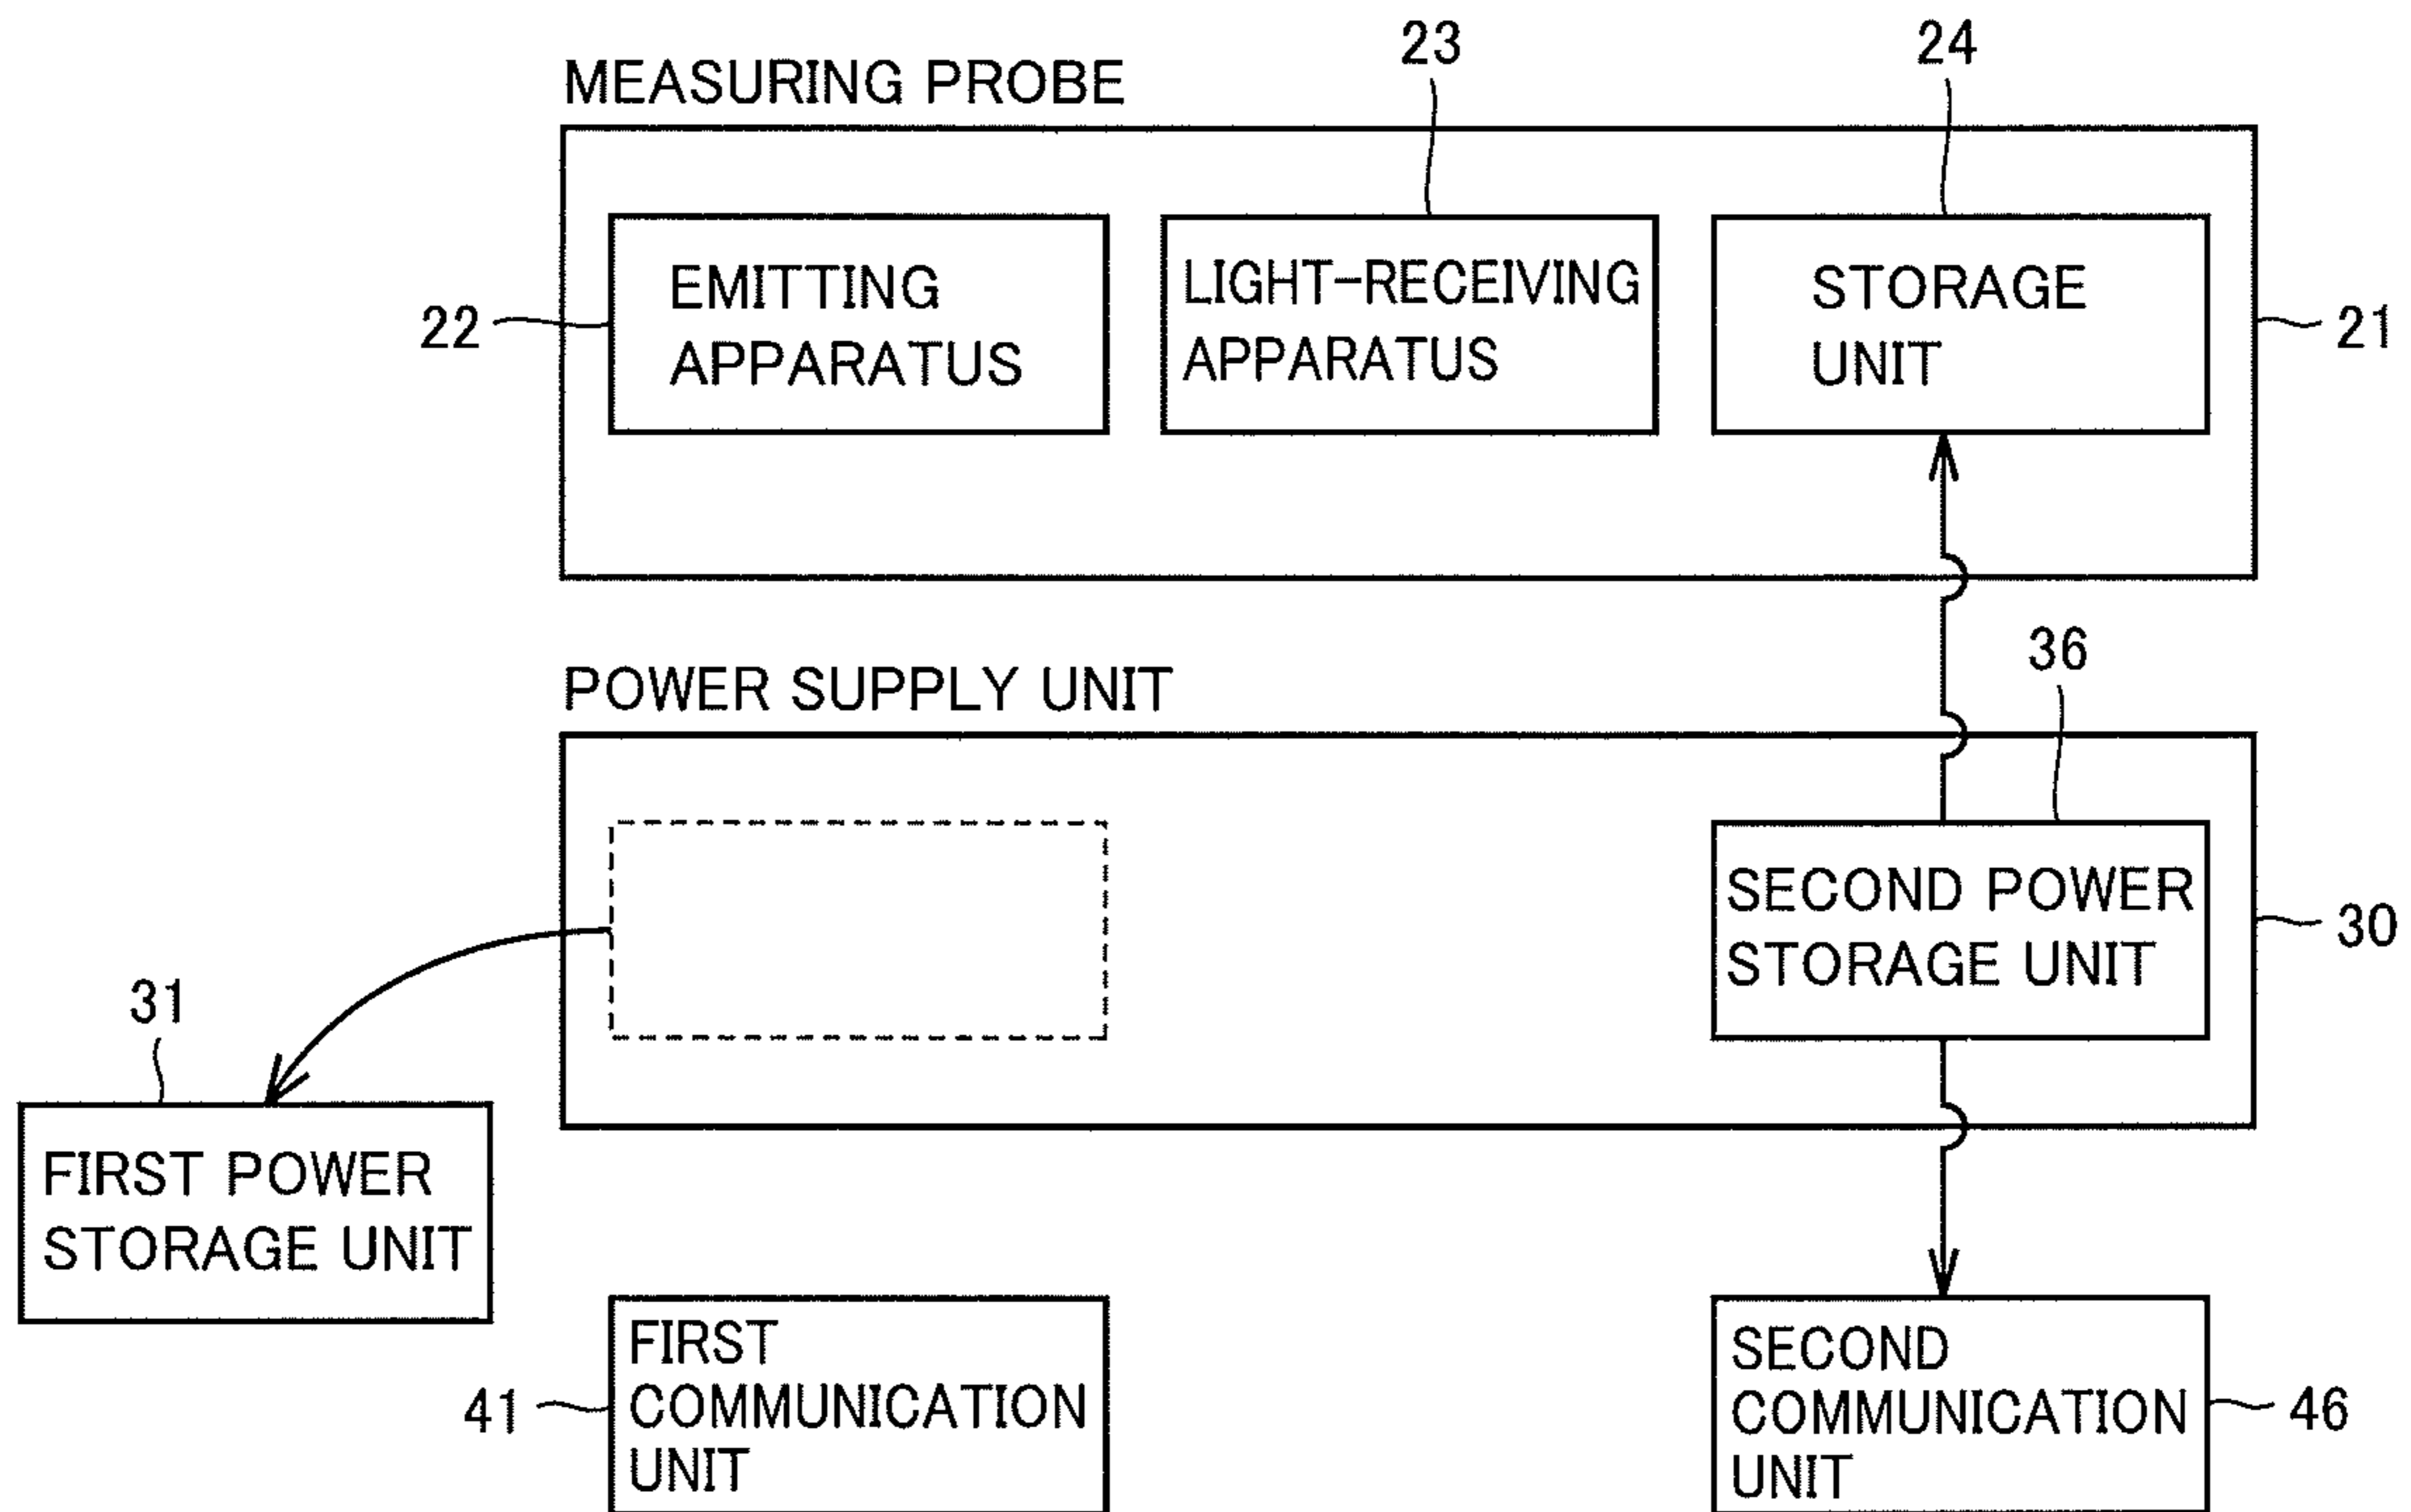 23
24
MEASURING PROBE
EMITTING
APPARATUS
LIGHT-RECEIVING
APPARATUS
STORAGE
UNIT
22
21
36
POWER SUPPLY UNIT
SECOND POWER
STORAGE UNIT
30
31
FIRST POWER
STORAGE UNIT
FIRST
COMMUNICATION
UNIT
41
SECOND
COMMUNICATION
UNIT
46